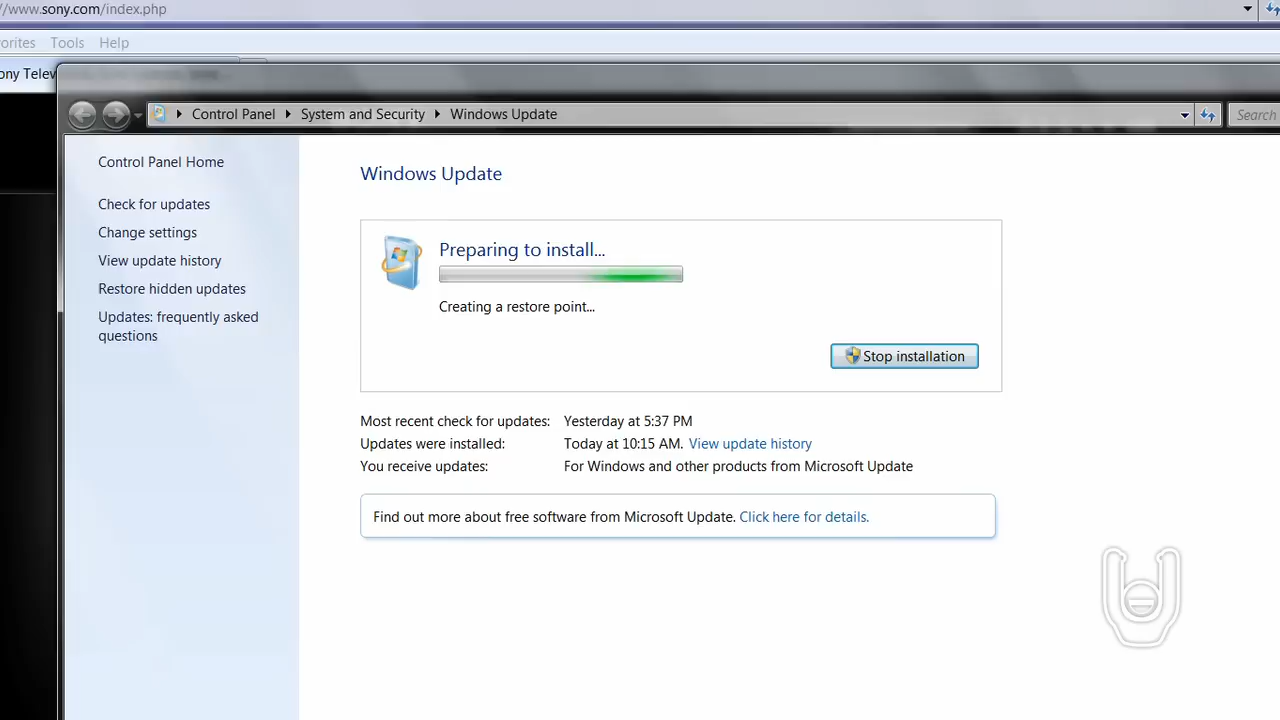 //www.sony.com/index.php
orites Tools Help
ony Telev
Control Panel System and Security Windows Update
Search
Control Panel Home
Check for updates
Change settings
View update history
Restore hidden updates
Updates: frequently asked
questions
Windows Update
Preparing to install...
Creating a restore point...
Stop installation
Most recent check for updates: Yesterday at 5:37 PM
Updates were installed: Today at 10:15 AM. View update history
You receive updates: For Windows and other products from Microsoft Update
Find out more about free software from Microsoft Update. Click here for details.